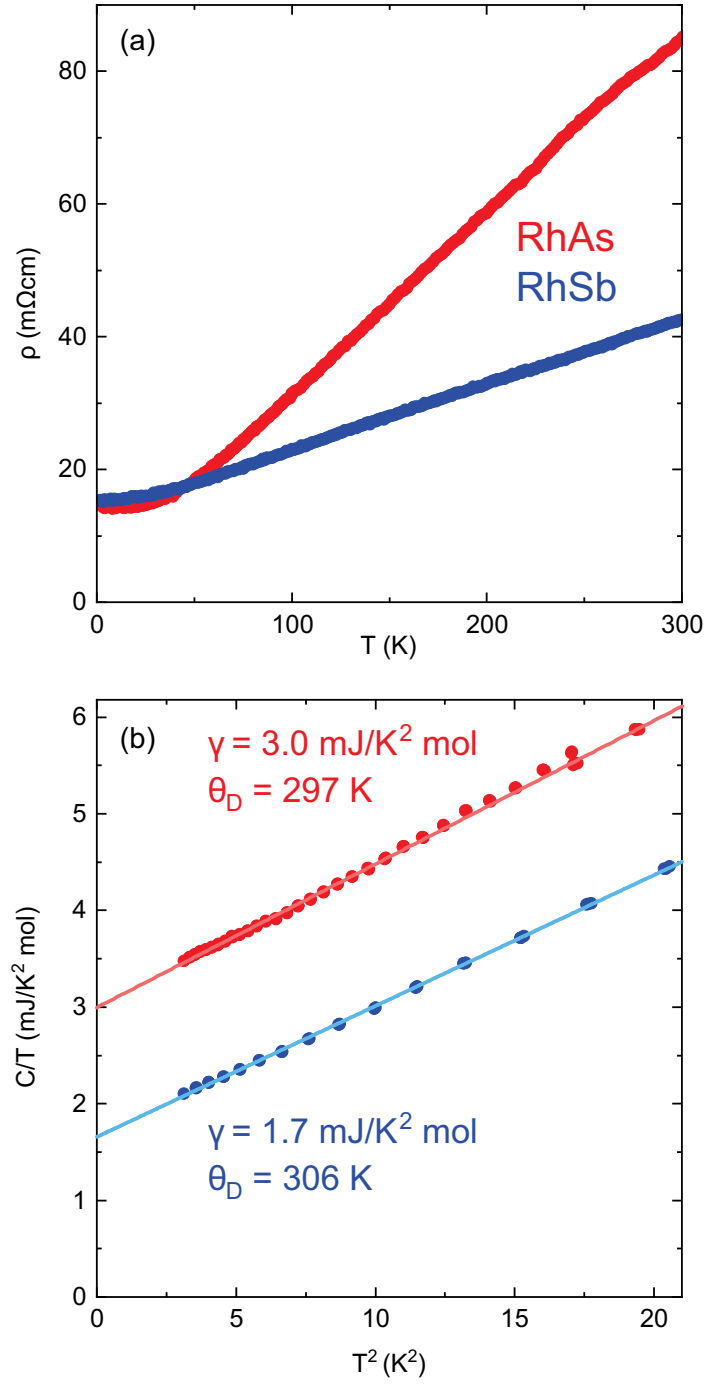 (a)
80
60
40
20
0
ρ (mΩcm)
RhAs
RhSb
0 100 200 300
T (K)
(b)
γ = 3.0 mJ/K² mol
θ_D = 297 K
6
5
4
3
2
1
0
C/T (mJ/K² mol)
γ = 1.7 mJ/K² mol
θ_D = 306 K
0 5 10 15 20
T² (K²)